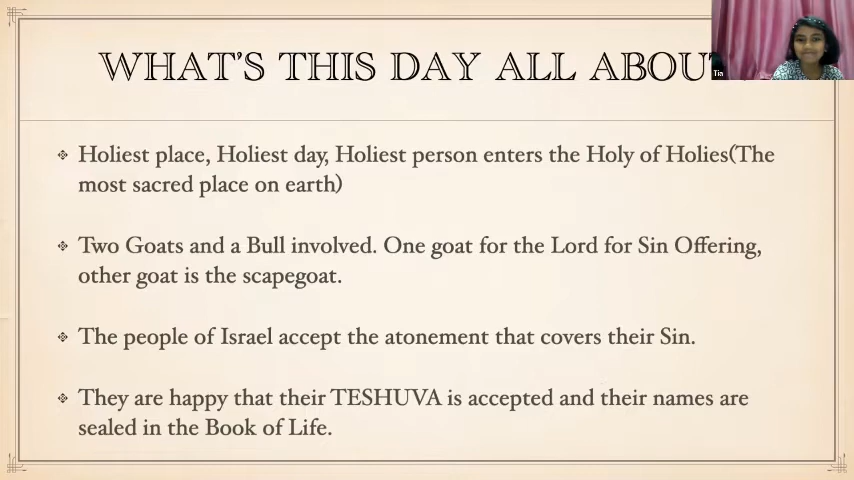 WHAT'S THIS DAY ALL ABOUT
Tia
Holiest place, Holiest day, Holiest person enters the Holy of Holies(The
most sacred place on earth)
Two Goats and a Bull involved. One goat for the Lord for Sin Offering,
other goat is the scapegoat.
The people of Israel accept the atonement that covers their Sin.
They are happy that their TESHUVA is accepted and their names are
sealed in the Book of Life.